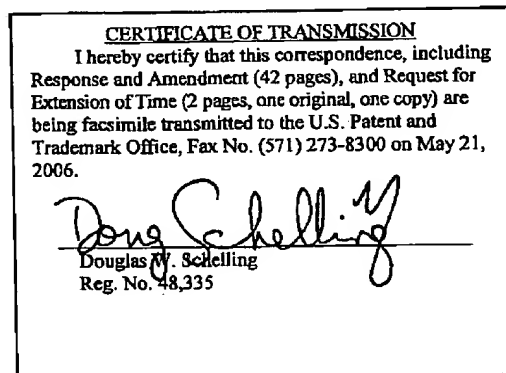 CERTIFICATE OF TRANSMISSION
I hereby certify that this correspondence, including
Response and Amendment (42 pages), and Request for
Extension of Time (2 pages, one original, one copy) are
being facsimile transmitted to the U.S. Patent and
Trademark Office, Fax No. (571) 273-8300 on May 21,
2006.
Doug Schelling
Douglas W. Schelling
Reg. No. 48,335